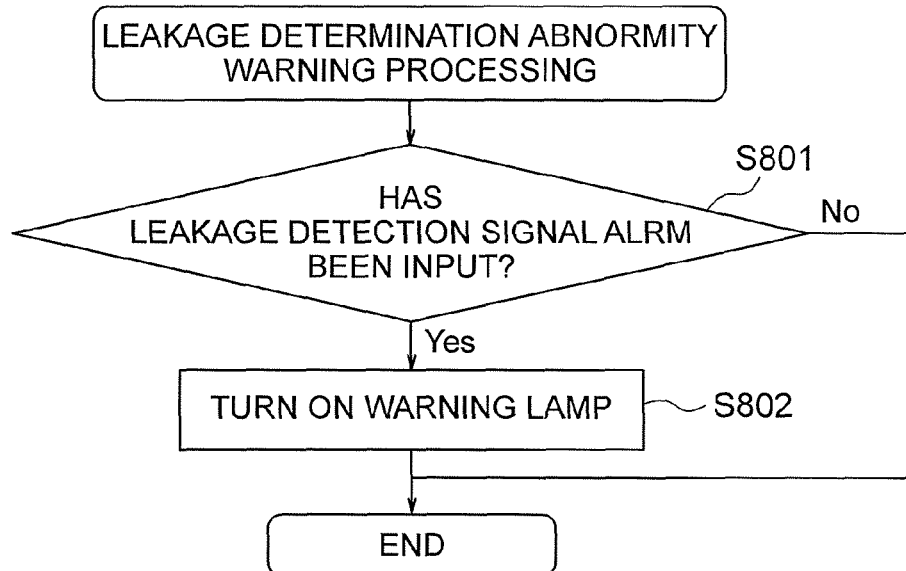 LEAKAGE DETERMINATION ABNORMITY
WARNING PROCESSING
S801
HAS
LEAKAGE DETECTION SIGNAL ALRM
BEEN INPUT?
No
Yes
TURN ON WARNING LAMP
S802
END